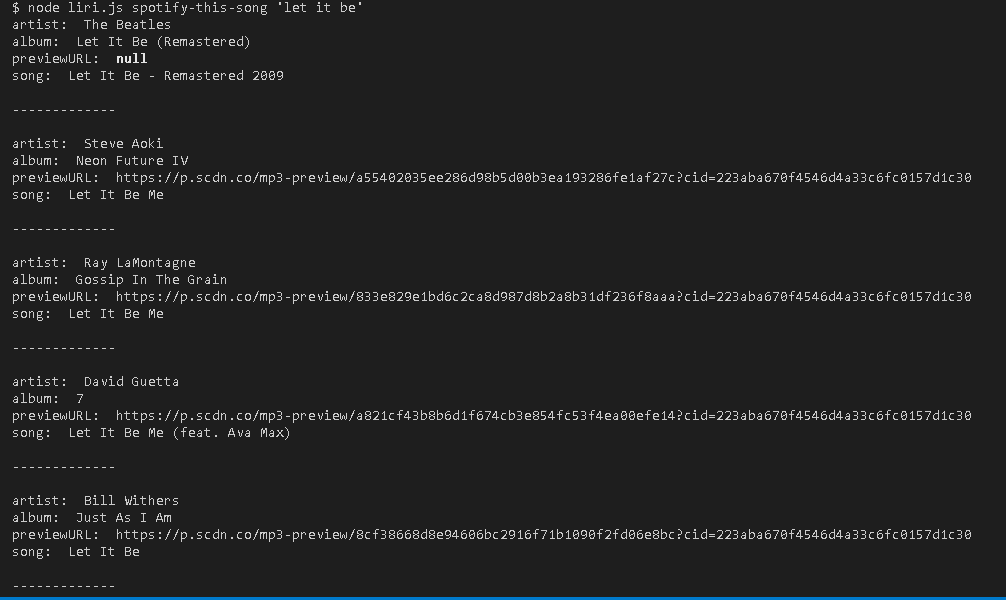 $ node liri.js spotify-this-song 'let it be'
artist:  The Beatles
album:  Let It Be (Remastered)
previewURL:  null
song:  Let It Be - Remastered 2009
-------------
artist:  Steve Aoki
album:  Neon Future IV
previewURL:  https://p.scdn.co/mp3-preview/a55402035ee286d98b5d00b3ea193286fe1af27c?cid=223aba670f4546d4a33c6fc0157d1c30
song:  Let It Be Me
-------------
artist:  Ray LaMontagne
album:  Gossip In The Grain
previewURL:  https://p.scdn.co/mp3-preview/833e829e1bd6c2ca8d987d8b2a8b31df236f8aaa?cid=223aba670f4546d4a33c6fc0157d1c30
song:  Let It Be Me
-------------
artist:  David Guetta
album:  7
previewURL:  https://p.scdn.co/mp3-preview/a821cf43b8b6d1f674cb3e854fc53f4ea00efe14?cid=223aba670f4546d4a33c6fc0157d1c30
song:  Let It Be Me (feat. Ava Max)
-------------
artist:  Bill Withers
album:  Just As I Am
previewURL:  https://p.scdn.co/mp3-preview/8cf38668d8e94606bc2916f71b1090f2fd06e8bc?cid=223aba670f4546d4a33c6fc0157d1c30
song:  Let It Be
-------------